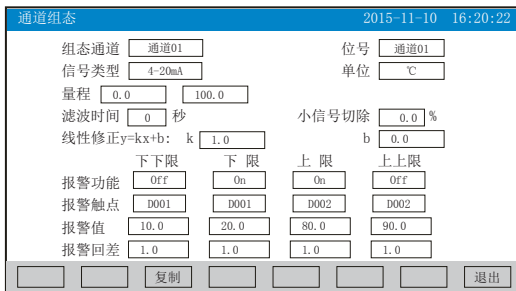 通道组态 2015-11-10 16:20:22
组态通道 通道01 位号 通道01
信号类型 4-20mA 单位 ℃
量程 0.0 100.0
滤波时间 0 秒 小信号切除 0.0 %
线性修正y=kx+b: k 1.0 b 0.0
下下限 下 限 上 限 上上限
报警功能 Off On On Off
报警触点 D001 D001 D002 D002
报警值 10.0 20.0 80.0 90.0
报警回差 1.0 1.0 1.0 1.0
复制 退出